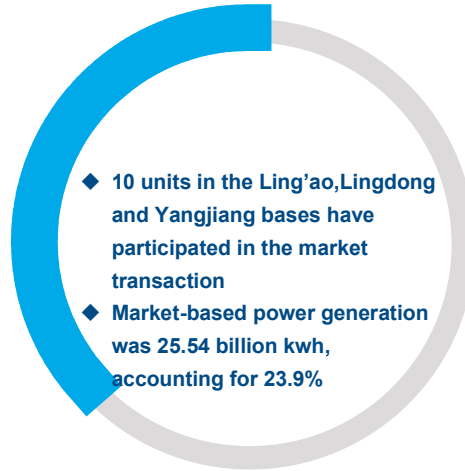 ◆ 10 units in the Ling’ao,Lingdong
and Yangjiang bases have
participated in the market
transaction
◆ Market-based power generation
was 25.54 billion kwh,
accounting for 23.9%